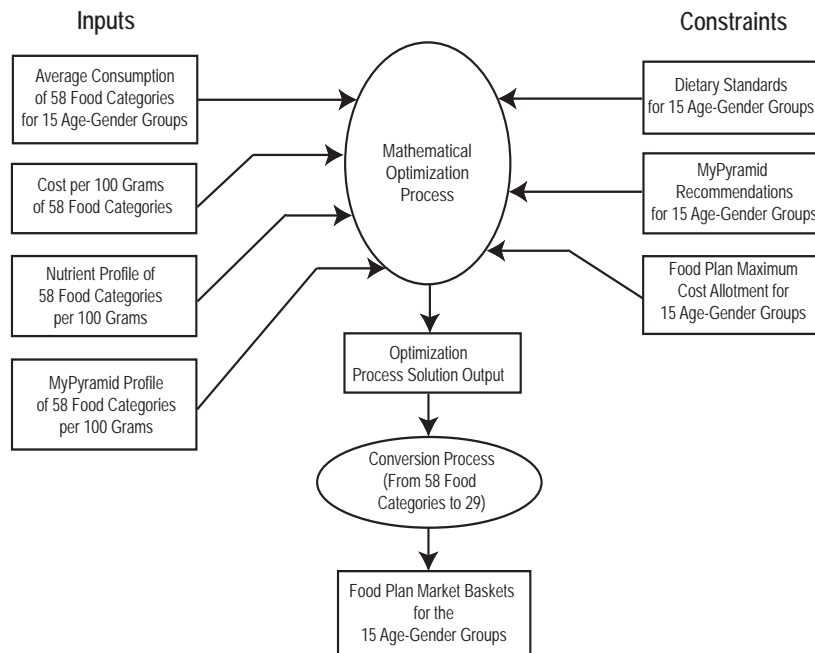 Inputs
Average Consumption
of 58 Food Categories
for 15 Age-Gender Groups
Cost per 100 Grams
of 58 Food Categories
Nutrient Profile of
58 Food Categories
per 100 Grams
MyPyramid Profile
of 58 Food Categories
per 100 Grams
Mathematical
Optimization
Process
Constraints
Dietary Standards
for 15 Age-Gender Groups
MyPyramid
Recommendations
for 15 Age-Gender Groups
Food Plan Maximum
Cost Allotment for
15 Age-Gender Groups
Optimization
Process Solution Output
Conversion Process
(From 58 Food
Categories to 29)
Food Plan Market Baskets
for the
15 Age-Gender Groups